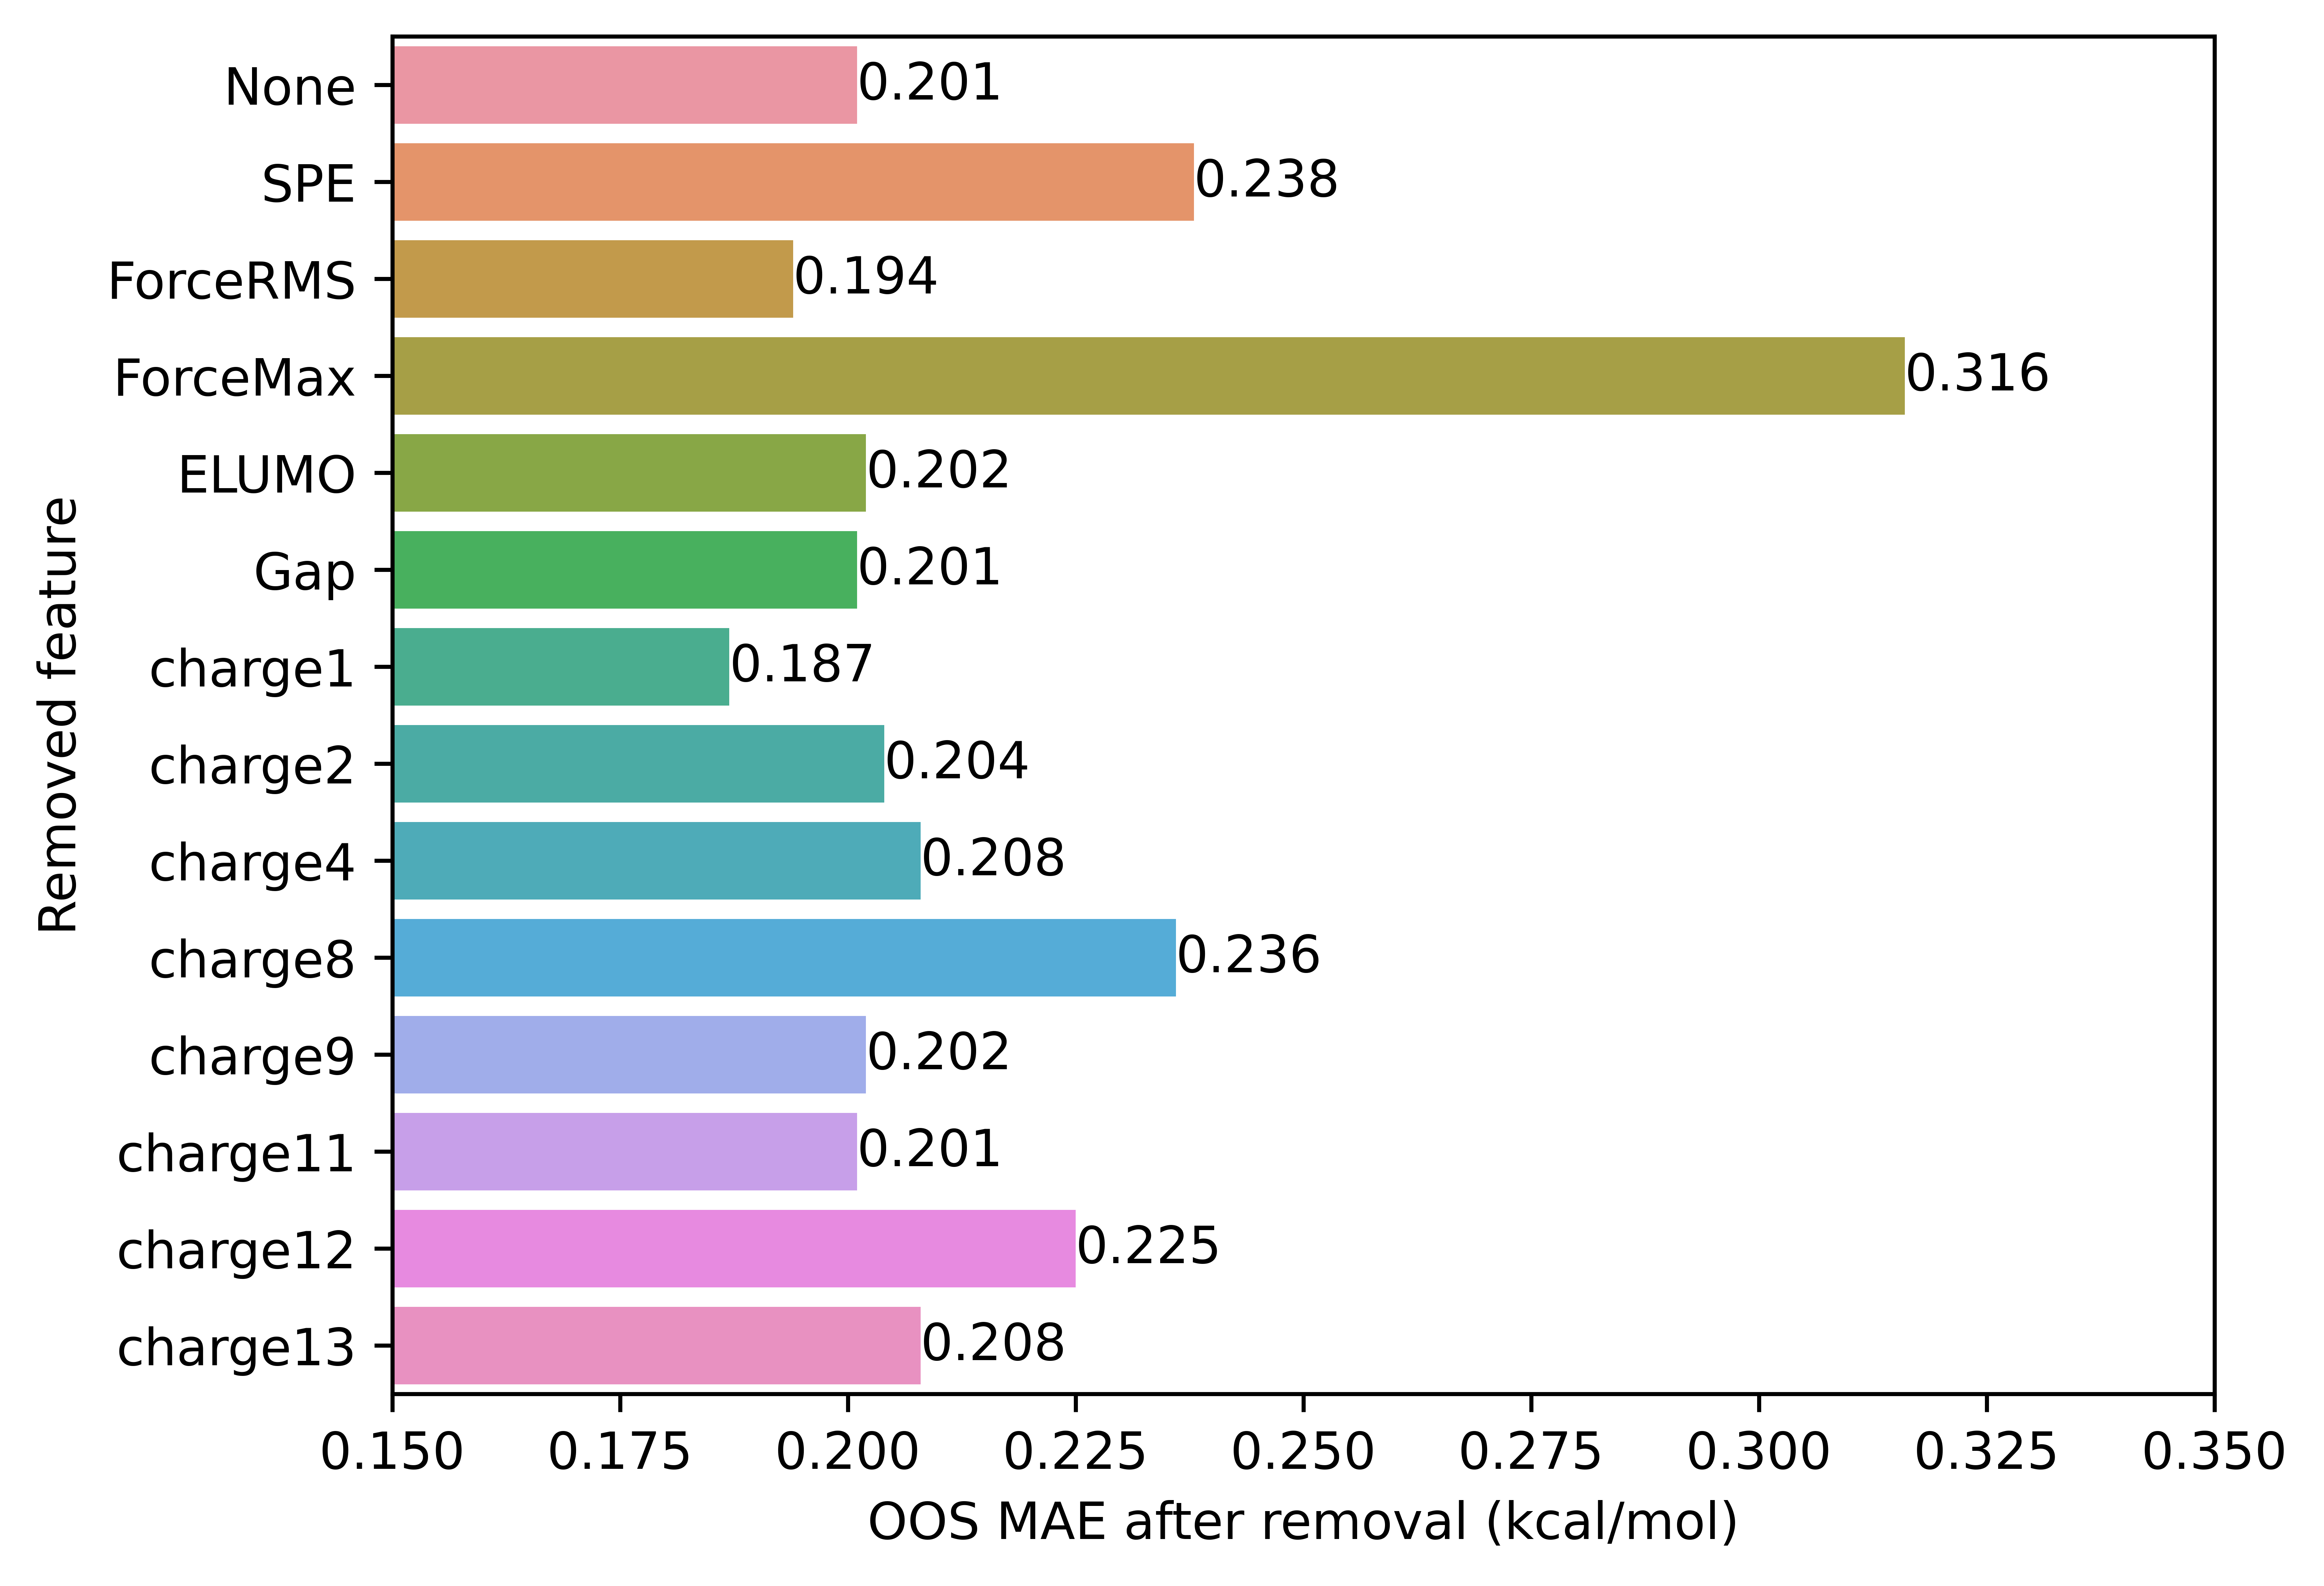 None 0.201
SPE 0.238
ForceRMS 0.194
ForceMax 0.316
ELUMO 0.202
Gap 0.201
charge1 0.187
charge2 0.204
charge4 0.208
charge8 0.236
charge9 0.202
charge11 0.201
charge12 0.225
charge13 0.208
Removed feature
0.150 0.175 0.200 0.225 0.250 0.275 0.300 0.325 0.350
OOS MAE after removal (kcal/mol)